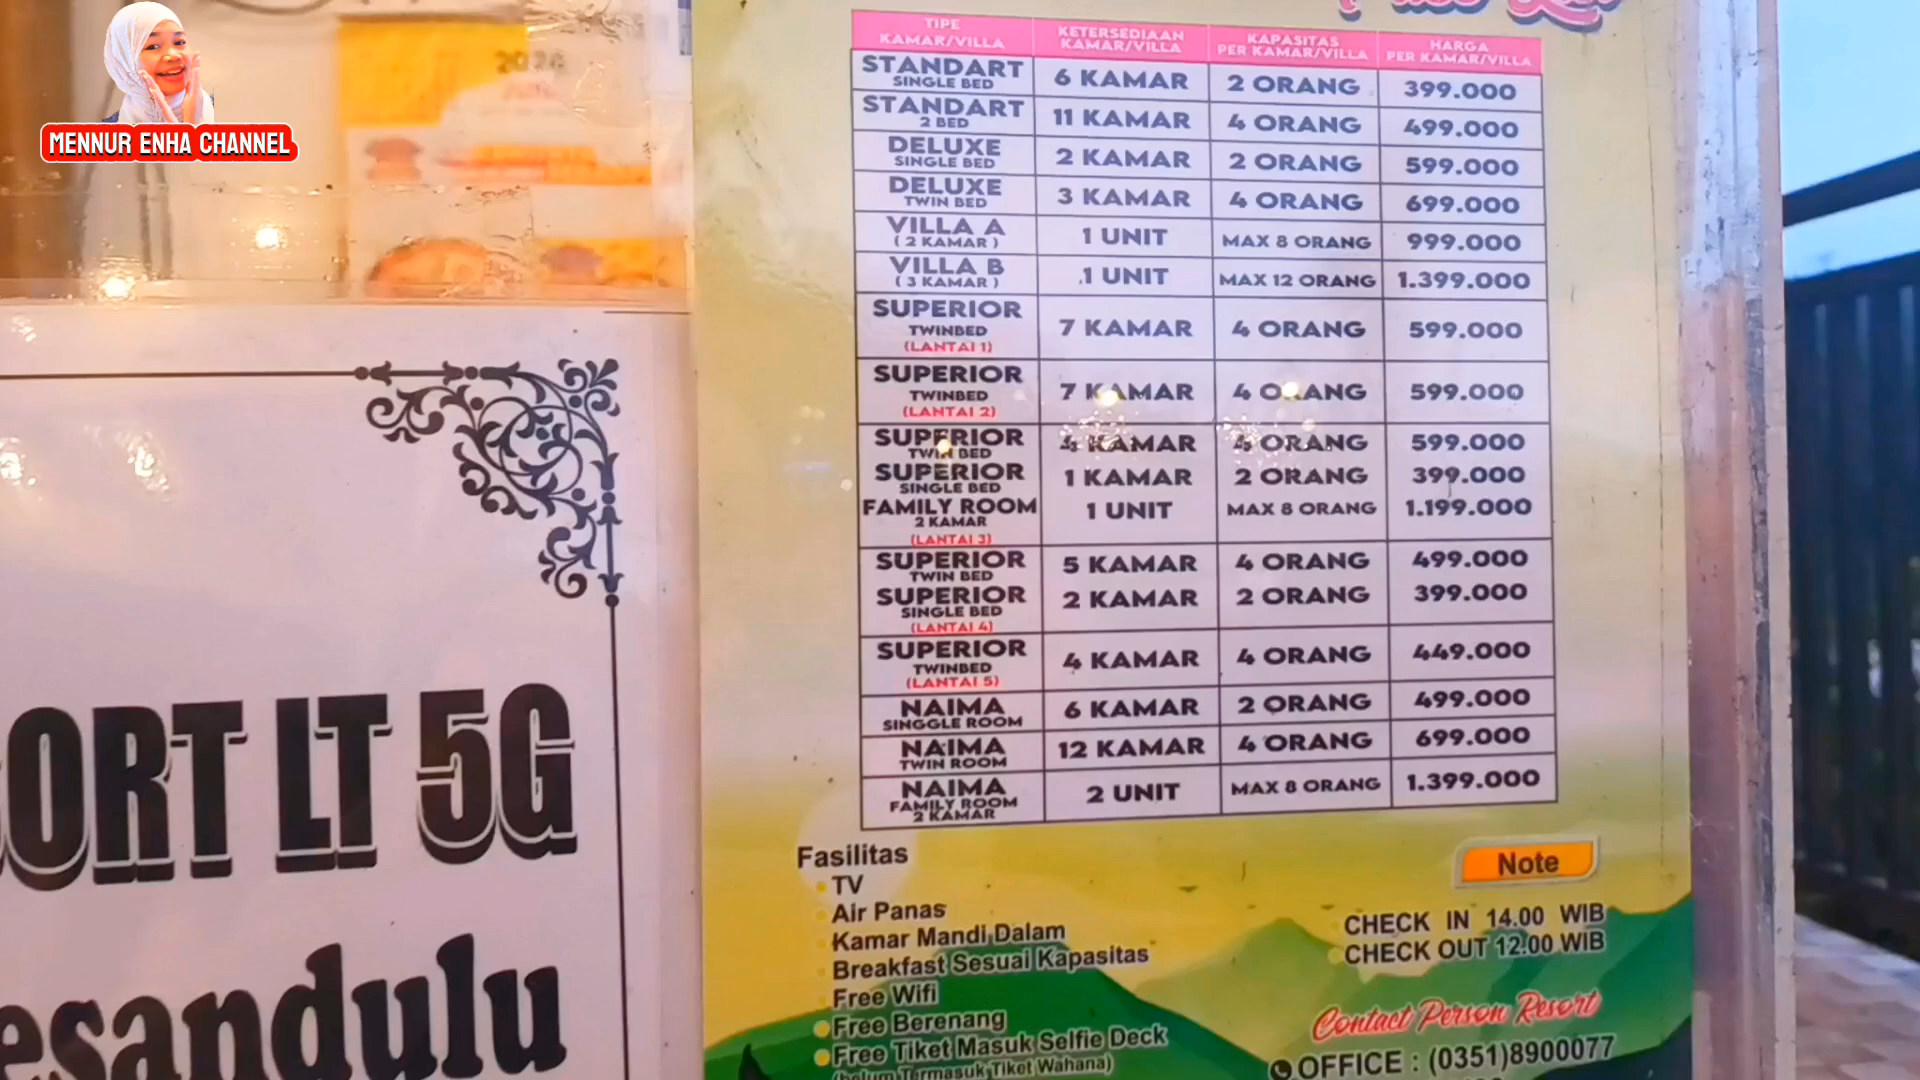 MENNUR ENHA CHANNEL
2026
ORT LT 5G
esandulu
TIPE KAMAR/VILLA KETERSEDIAAN KAMAR/VILLA KAPASITAS PER KAMAR/VILLA HARGA PER KAMAR/VILLA
STANDART SINGLE BED 6 KAMAR 2 ORANG 399.000
STANDART 2 BED 11 KAMAR 4 ORANG 499.000
DELUXE SINGLE BED 2 KAMAR 2 ORANG 599.000
DELUXE TWIN BED 3 KAMAR 4 ORANG 699.000
VILLA A ( 2 KAMAR ) 1 UNIT MAX 8 ORANG 999.000
VILLA B ( 3 KAMAR ) 1 UNIT MAX 12 ORANG 1.399.000
SUPERIOR TWINBED (LANTAI 1) 7 KAMAR 4 ORANG 599.000
SUPERIOR TWINBED (LANTAI 2) 7 KAMAR 4 ORANG 599.000
SUPERIOR TWIN BED 4 KAMAR 4 ORANG 599.000
SUPERIOR SINGLE BED 1 KAMAR 2 ORANG 399.000
FAMILY ROOM 2 KAMAR 1 UNIT MAX 8 ORANG 1.199.000
(LANTAI 3)
SUPERIOR TWIN BED 5 KAMAR 4 ORANG 499.000
SUPERIOR SINGLE BED 2 KAMAR 2 ORANG 399.000
(LANTAI 4)
SUPERIOR TWINBED (LANTAI 5) 4 KAMAR 4 ORANG 449.000
NAIMA SINGGLE ROOM 6 KAMAR 2 ORANG 499.000
NAIMA TWIN ROOM 12 KAMAR 4 ORANG 699.000
NAIMA FAMILY ROOM 2 KAMAR 2 UNIT MAX 8 ORANG 1.399.000
Fasilitas
TV
Air Panas
Kamar Mandi Dalam
Breakfast Sesuai Kapasitas
Free Wifi
Free Berenang
Free Tiket Masuk Selfie Deck
(belum Termasuk Tiket Wahana)
Note
CHECK IN 14.00 WIB
CHECK OUT 12.00 WIB
Contact Person Resort
OFFICE : (0351)8900077